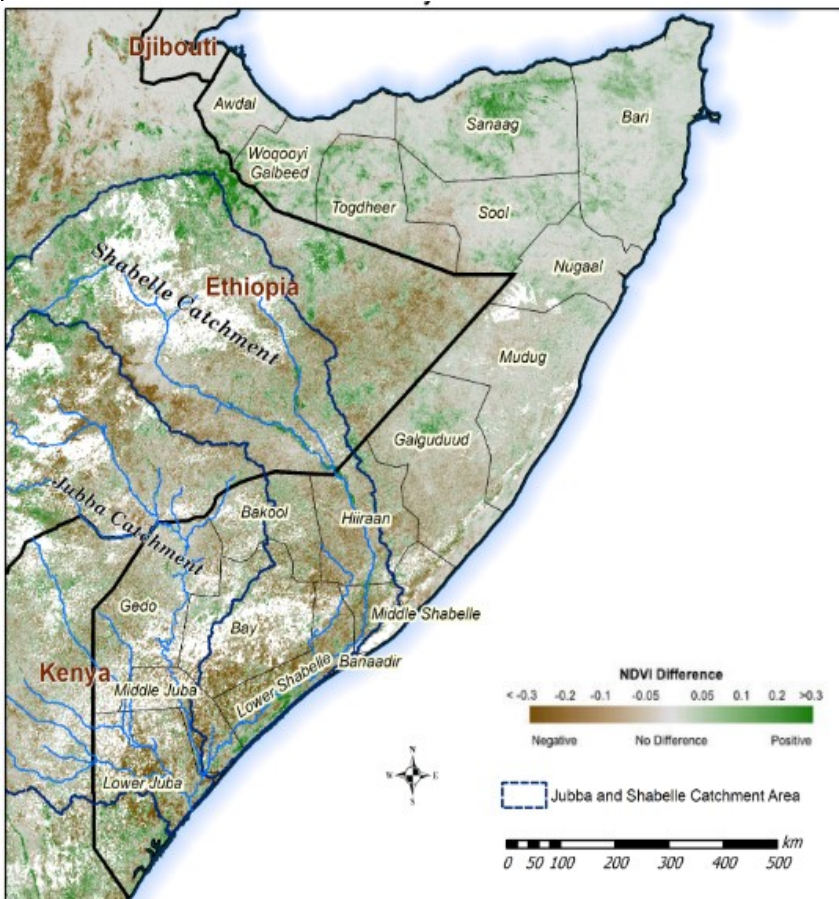 Djibouti
Awdal
Sanaag
Bari
Woqooyi
Galbeed
Togdheer
Sool
Shabelle Catchment
Ethiopia
Nugaal
Mudug
Galguduud
Jubba Catchment
Bakool
Hiiraan
Gedo
Bay
Middle Shabelle
Banaadir
Kenya
Middle Juba
Lower Shabelle
Lower Juba
NDVI Difference
< -0.3 -0.2 -0.1 -0.05 0.05 0.1 0.2 >0.3
Negative No Difference Positive
N
W E
S
Jubba and Shabelle Catchment Area
km
0 50 100 200 300 400 500